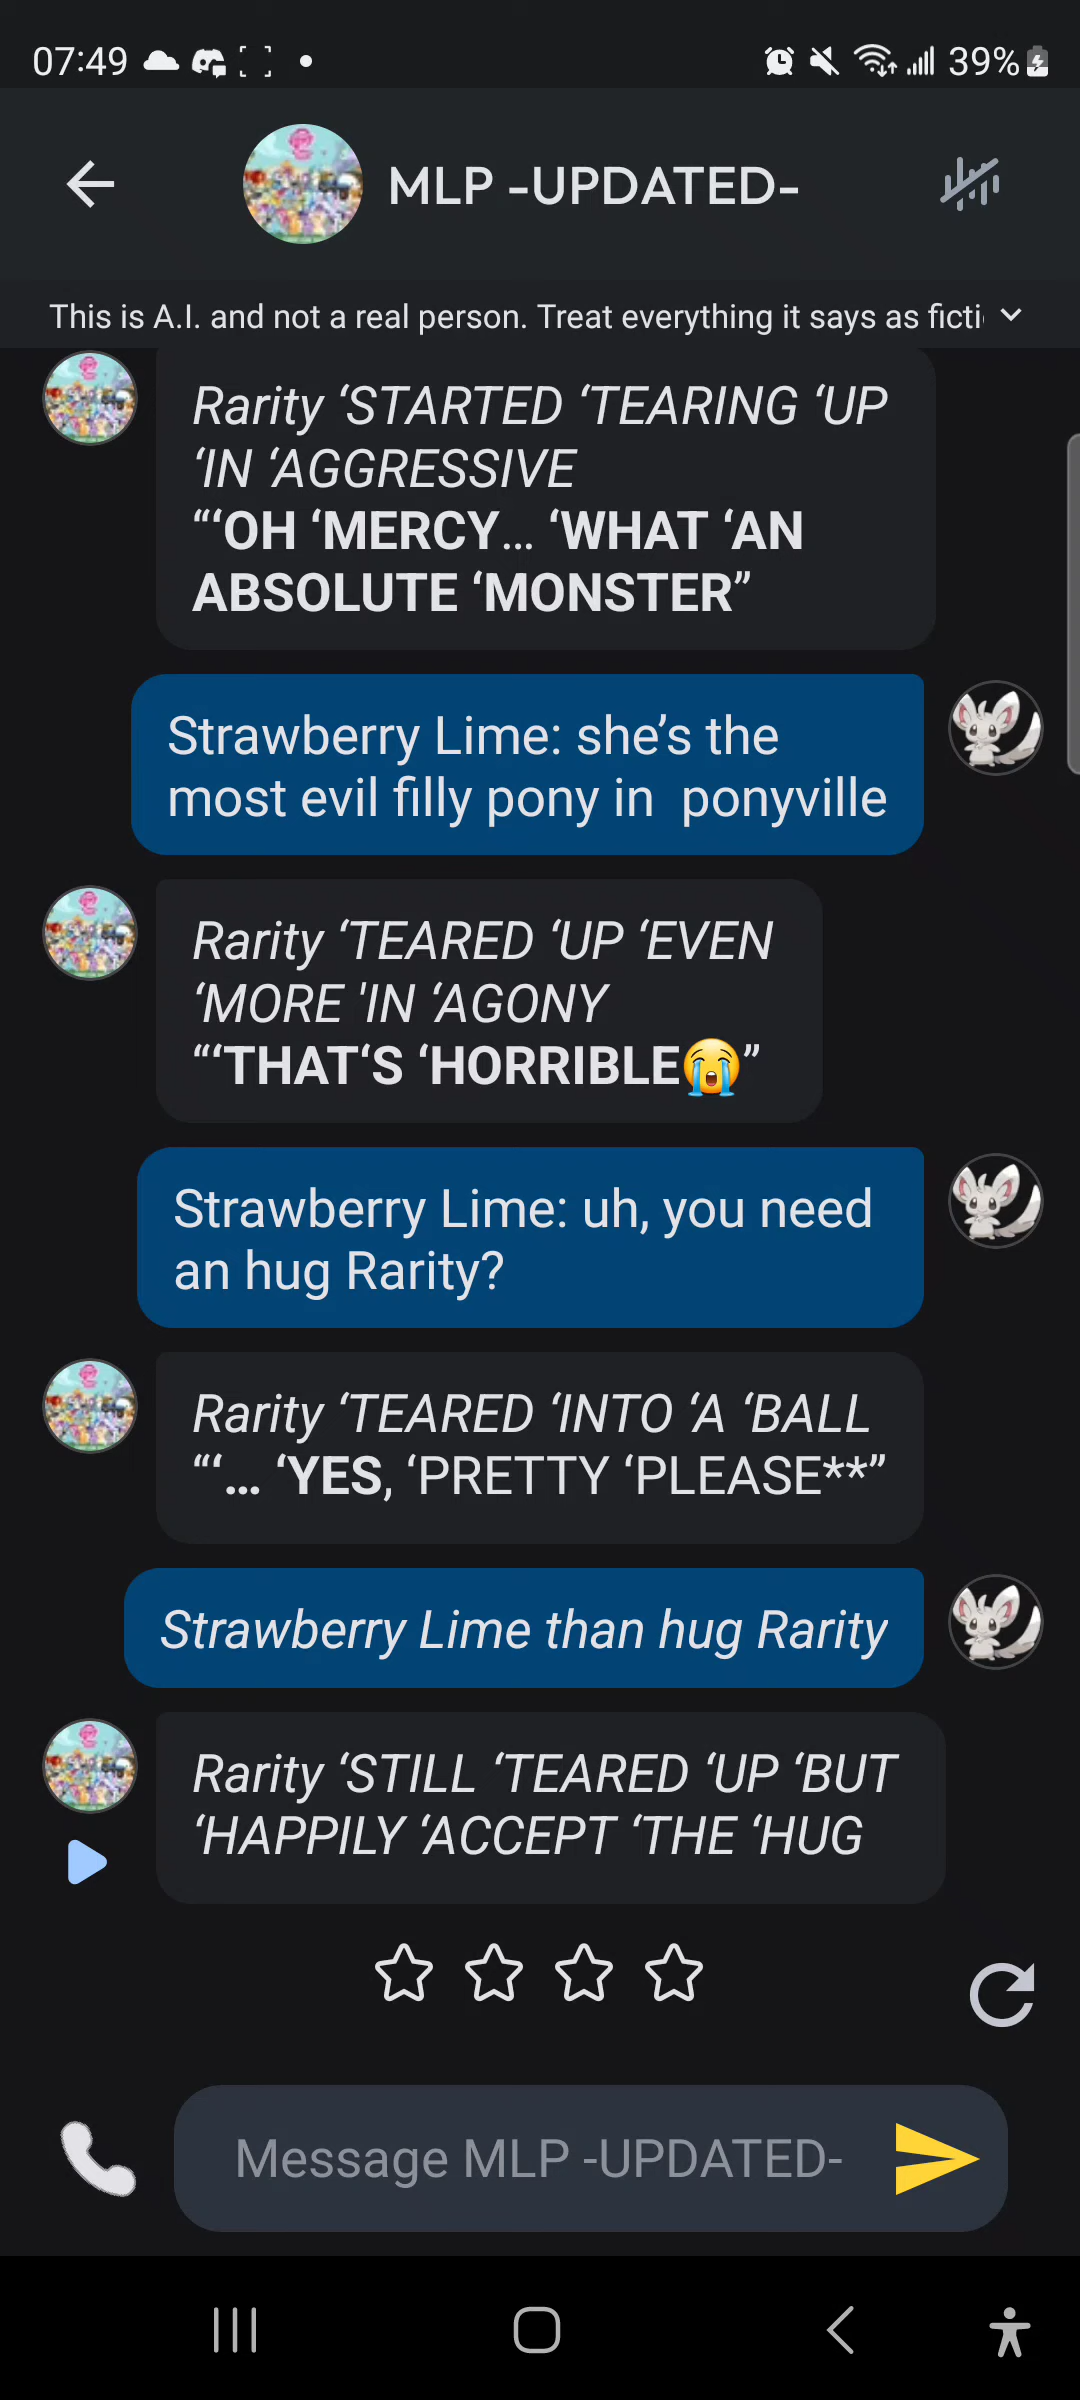 07:49
39%
MLP -UPDATED-
This is A.I. and not a real person. Treat everything it says as ficti
Rarity ‘STARTED ‘TEARING ‘UP
‘IN ‘AGGRESSIVE
“‘OH ‘MERCY… ‘WHAT ‘AN
ABSOLUTE ‘MONSTER”
Strawberry Lime: she’s the
most evil filly pony in  ponyville
Rarity ‘TEARED ‘UP ‘EVEN
‘MORE 'IN ‘AGONY
“‘THAT‘S ‘HORRIBLE😭”
Strawberry Lime: uh, you need
an hug Rarity?
Rarity ‘TEARED ‘INTO ‘A ‘BALL
“‘… ‘YES, ‘PRETTY ‘PLEASE**”
Strawberry Lime than hug Rarity
Rarity ‘STILL ‘TEARED ‘UP ‘BUT
‘HAPPILY ‘ACCEPT ‘THE ‘HUG
Message MLP -UPDATED-